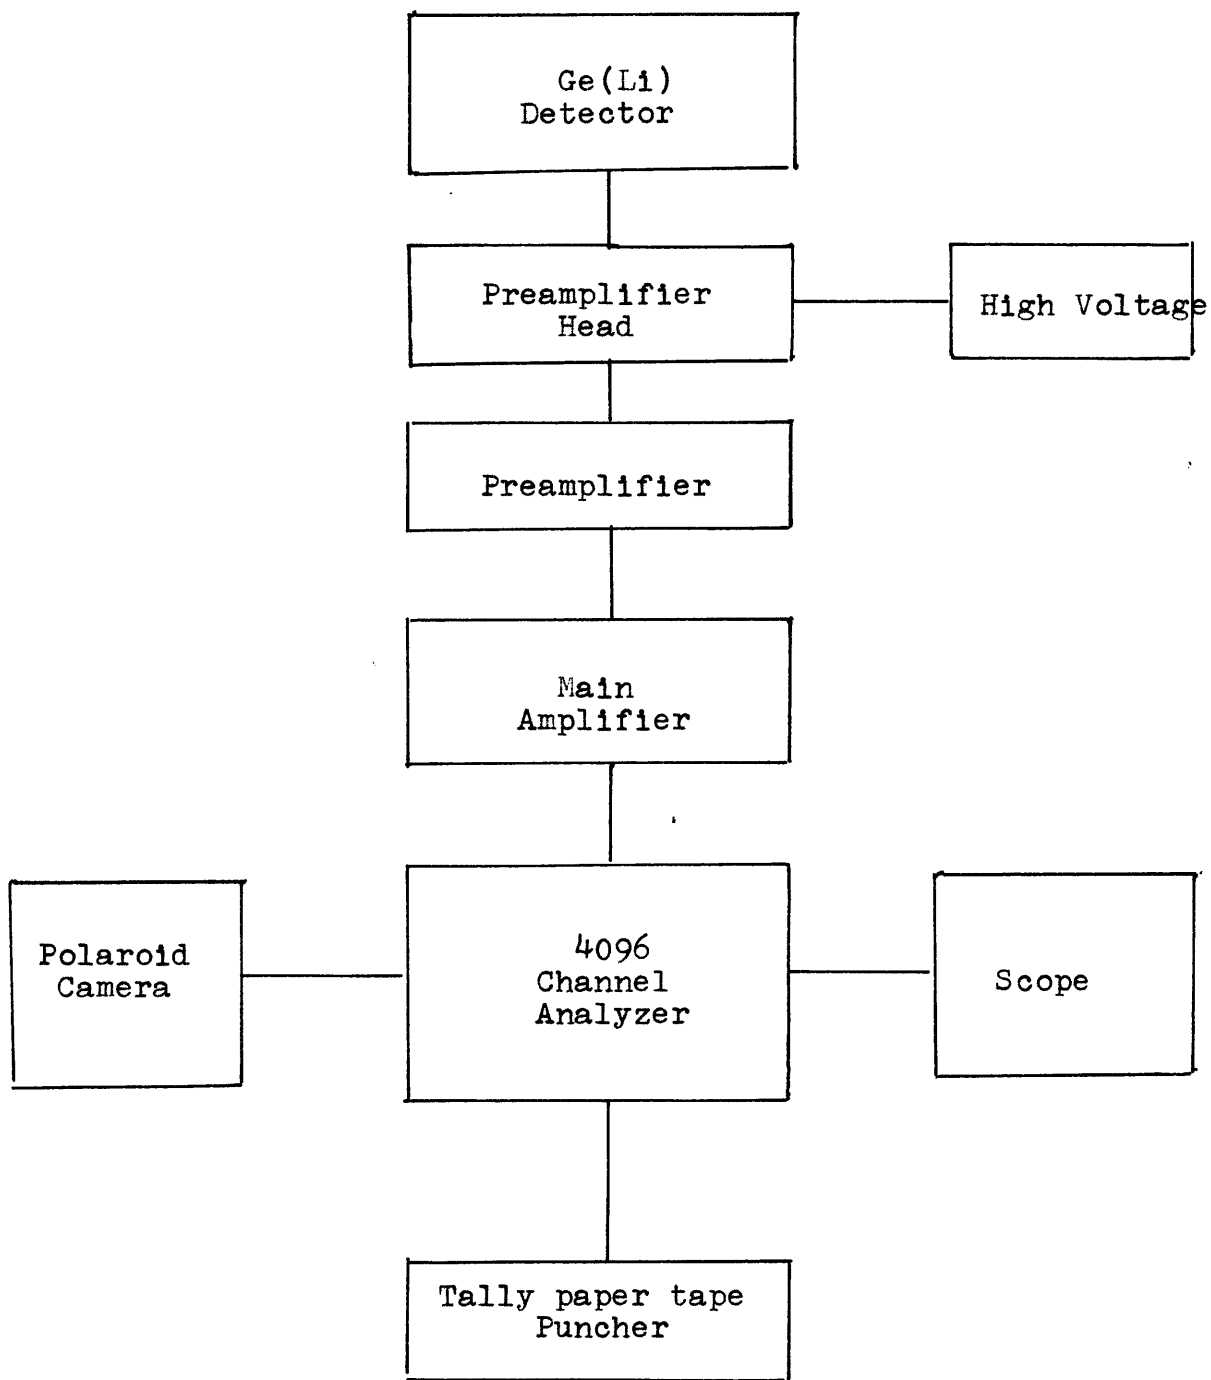 Ge(Li)
Detector
Preamplifier
Head
High Voltage
Preamplifier
Main
Amplifier
Polaroid
Camera
4096
Channel
Analyzer
Scope
Tally paper tape
Puncher